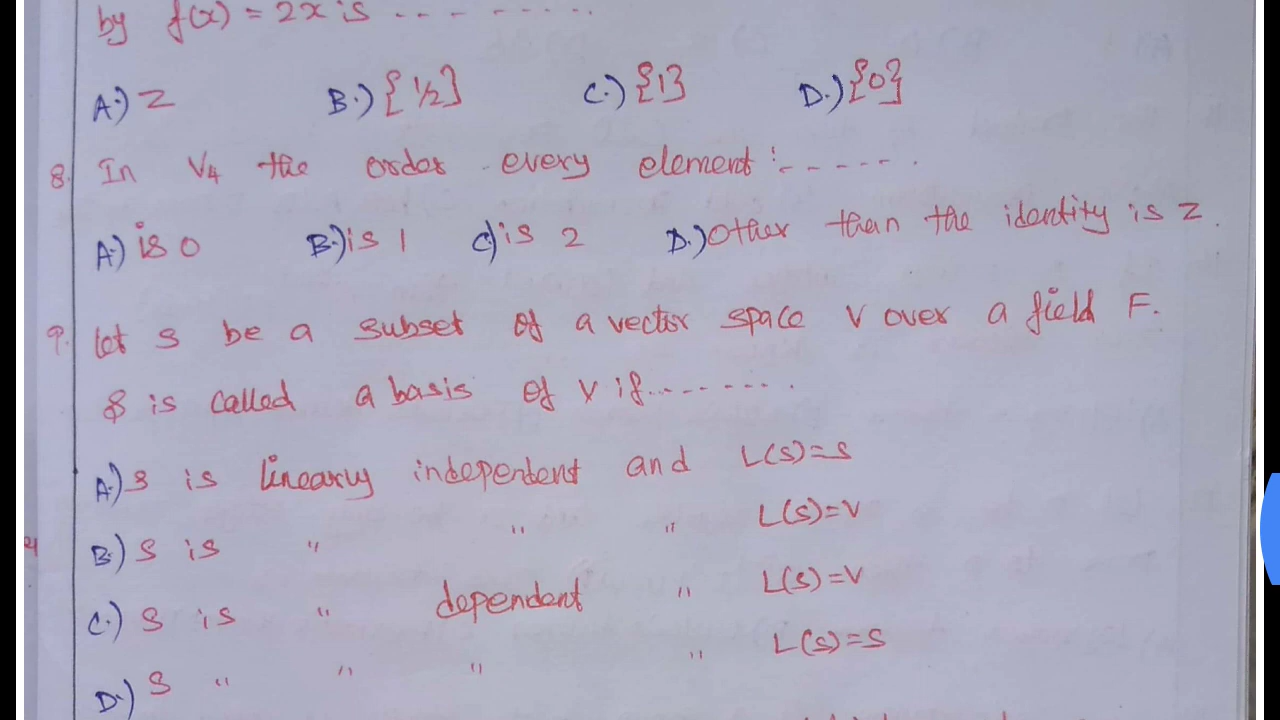 by f(x) = 2x is - - - - - - - - .
A.) Z B.) { 1/2] C.) {1} D.) {0}
8. In V4 the order every element :- - - - - - .
A.) is 0 B.) is 1 C) is 2 D.) Other than the identity is 2 .
9. let S be a subset of a vector space V over a field F.
S is called a basis of V if.- - - - - - - .
A.) S is linearly independent and L(S)=S
B.) S is " " " L(S)=V
C.) S is " dependent " L(S)=V
D.) S " " " " L(S)=S